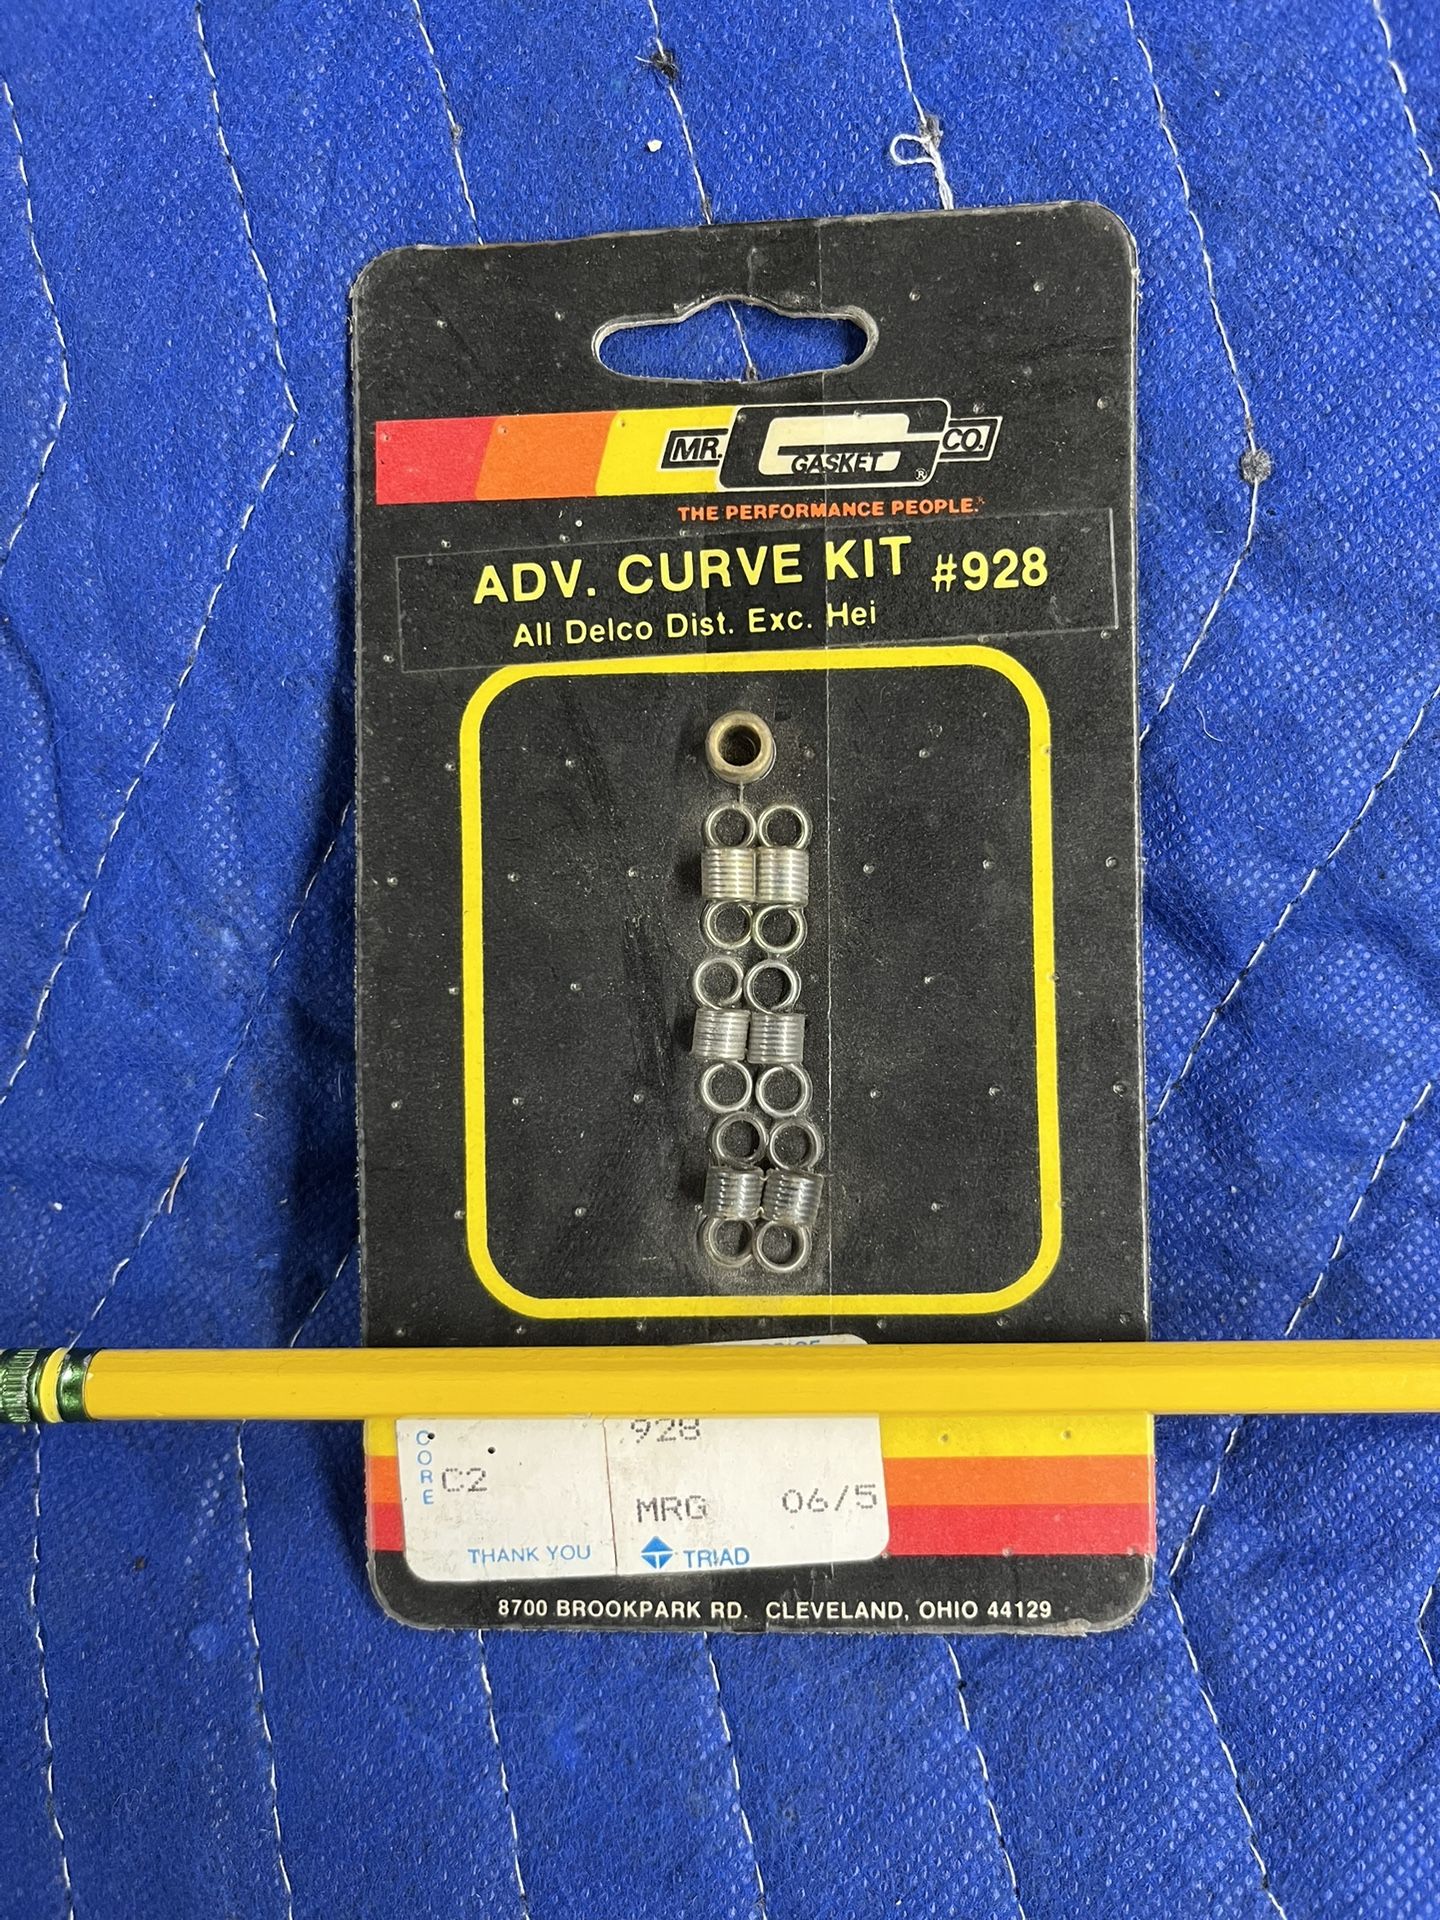 MR. GASKET CO.
®
THE PERFORMANCE PEOPLE.
ADV. CURVE KIT #928
All Delco Dist. Exc. Hei
CORE
C2
928
MRG 06/5
THANK YOU
TRIAD
8700 BROOKPARK RD. CLEVELAND, OHIO 44129